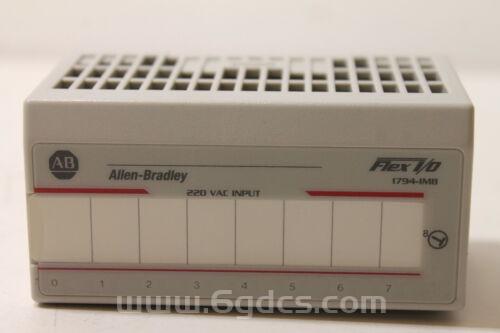 AB
Allen-Bradley
Flex I/O
1794-IM8
220 VAC INPUT
8
0 1 2 3 4 5 6 7
www.6gdcs.com